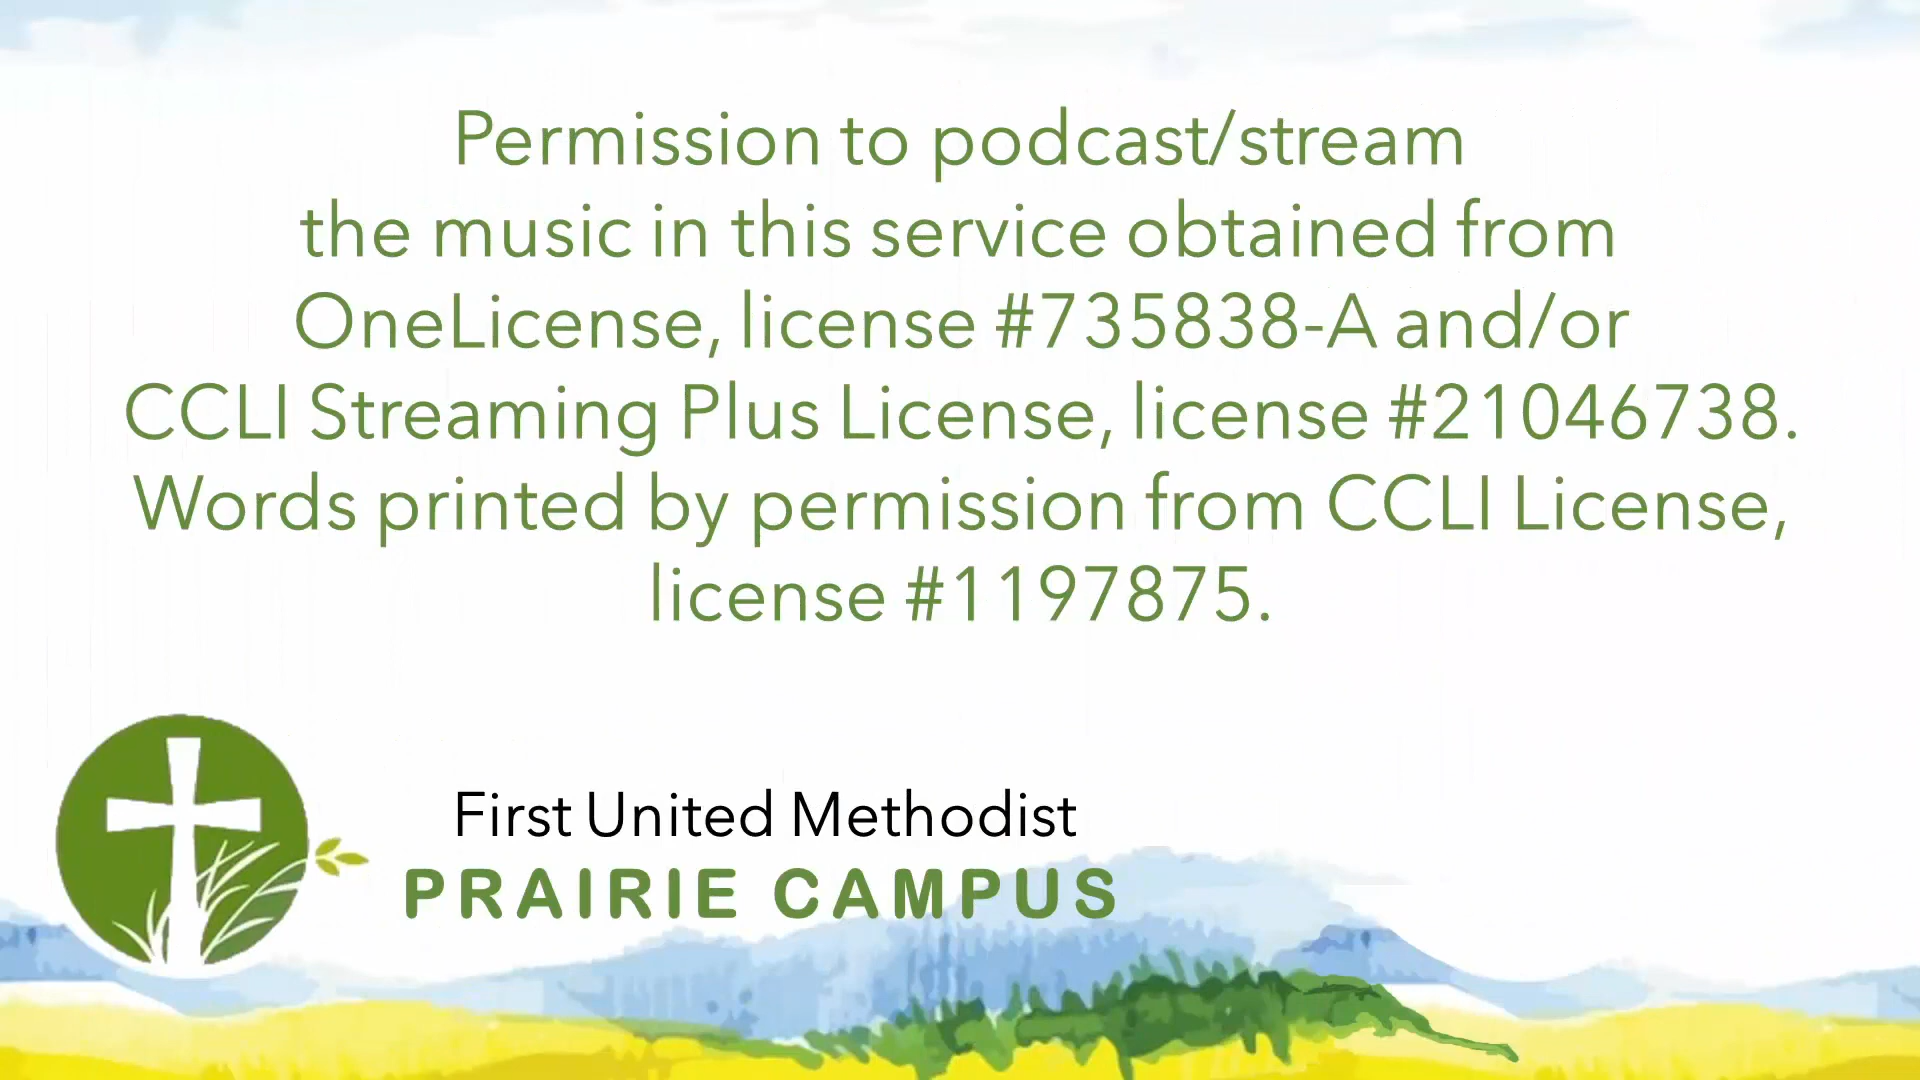 Permission to podcast/stream
the music in this service obtained from
OneLicense, license #735838-A and/or
CCLI Streaming Plus License, license #21046738.
Words printed by permission from CCLI License,
license #1197875.
First United Methodist
PRAIRIE CAMPUS